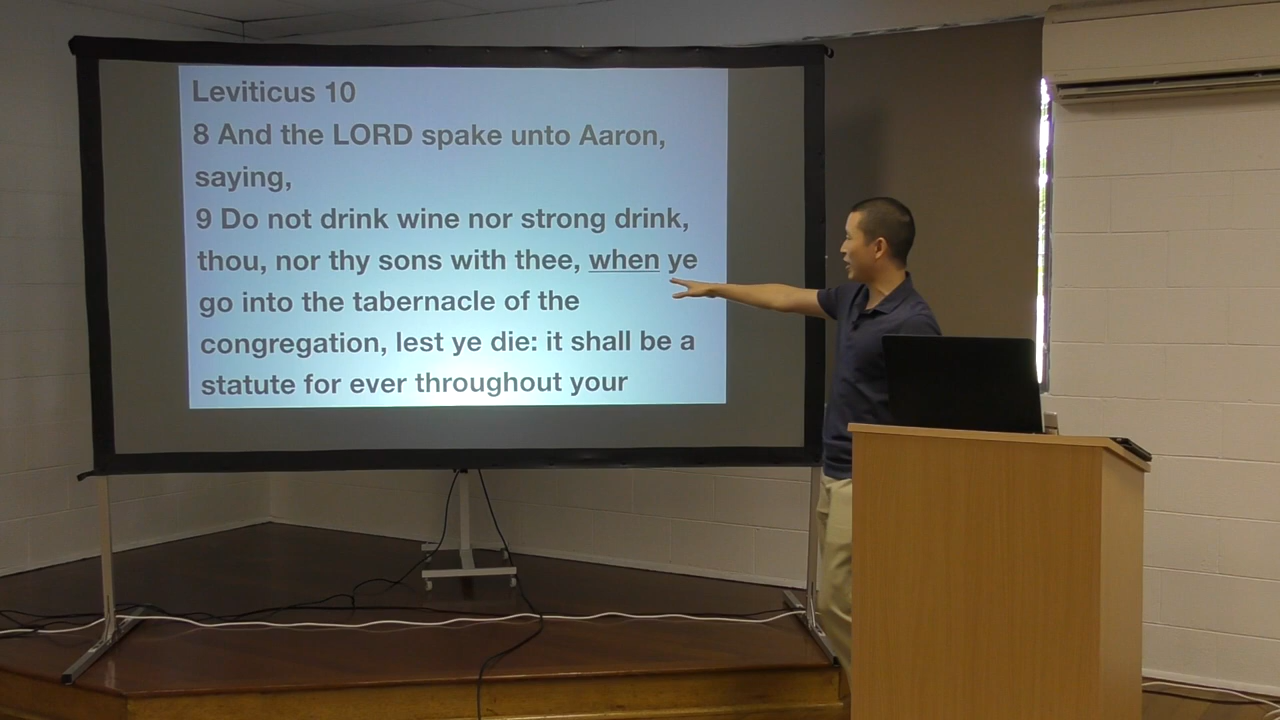 Leviticus 10
8 And the LORD spake unto Aaron,
saying,
9 Do not drink wine nor strong drink,
thou, nor thy sons with thee, when ye
go into the tabernacle of the
congregation, lest ye die: it shall be a
statute for ever throughout your